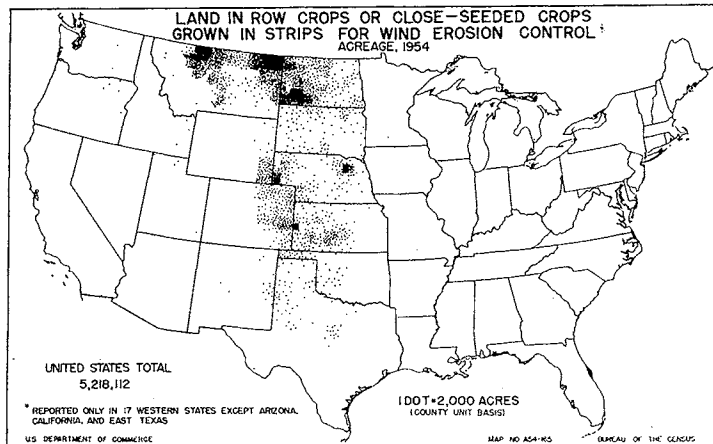 LAND IN ROW CROPS OR CLOSE-SEEDED CROPS
GROWN IN STRIPS FOR WIND EROSION CONTROL*
ACREAGE, 1954
UNITED STATES TOTAL
5,218,112
1 DOT=2,000 ACRES
(COUNTY UNIT BASIS)
* REPORTED ONLY IN 17 WESTERN STATES EXCEPT ARIZONA,
CALIFORNIA, AND EAST TEXAS
U.S. DEPARTMENT OF COMMERCE
MAP NO. A54-165
BUREAU OF THE CENSUS